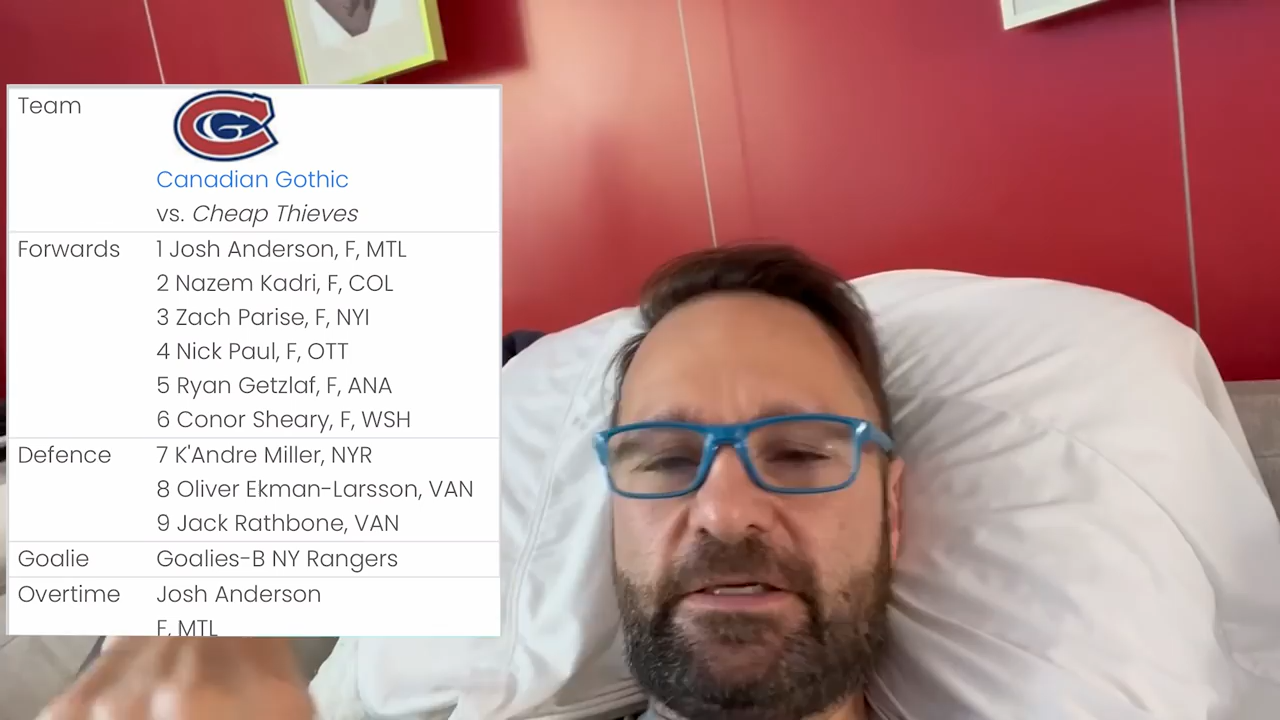 Team
CG
Canadian Gothic
vs. Cheap Thieves
Forwards
1 Josh Anderson, F, MTL
2 Nazem Kadri, F, COL
3 Zach Parise, F, NYI
4 Nick Paul, F, OTT
5 Ryan Getzlaf, F, ANA
6 Conor Sheary, F, WSH
Defence
7 K'Andre Miller, NYR
8 Oliver Ekman-Larsson, VAN
9 Jack Rathbone, VAN
Goalie
Goalies-B NY Rangers
Overtime
Josh Anderson
F, MTL